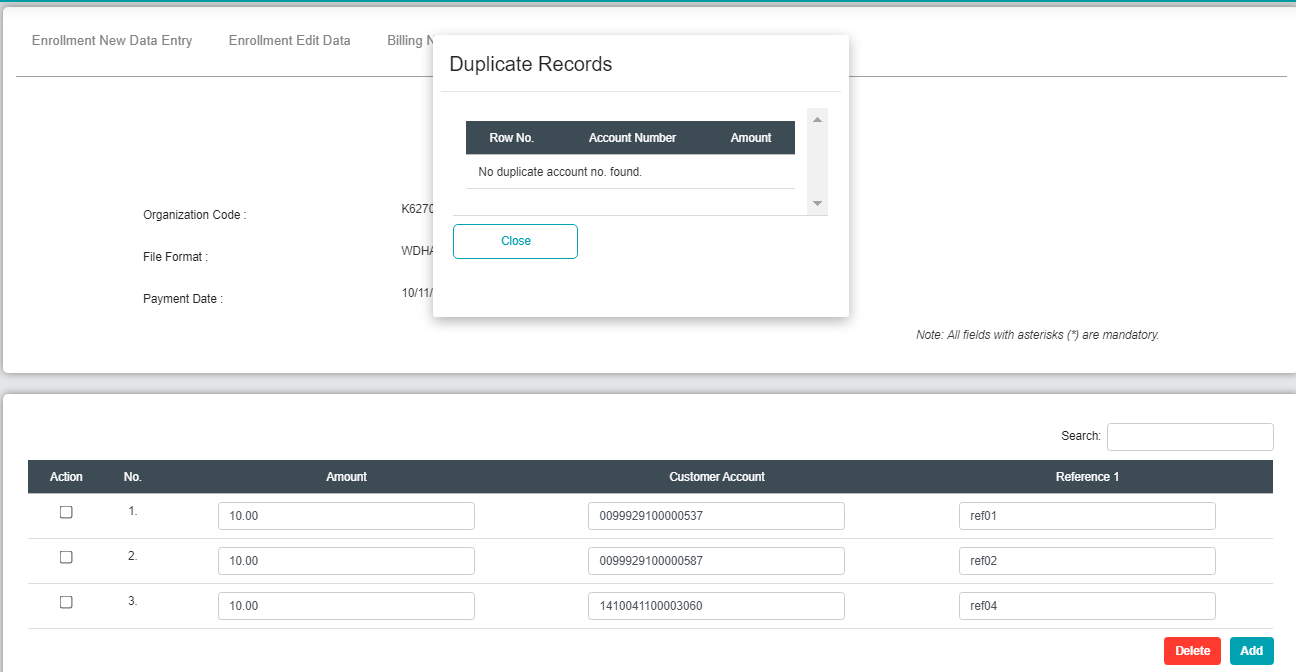 Enrollment New Data Entry Enrollment Edit Data Billing N
Duplicate Records
Row No. Account Number Amount
No duplicate account no. found.
Close
Organization Code : K6270
File Format : WDHA
Payment Date : 10/11/
Note: All fields with asterisks (*) are mandatory.
Search:
Action No. Amount Customer Account Reference 1
1. 10.00 0099929100000537 ref01
2. 10.00 0099929100000587 ref02
3. 10.00 1410041100003060 ref04
Delete Add